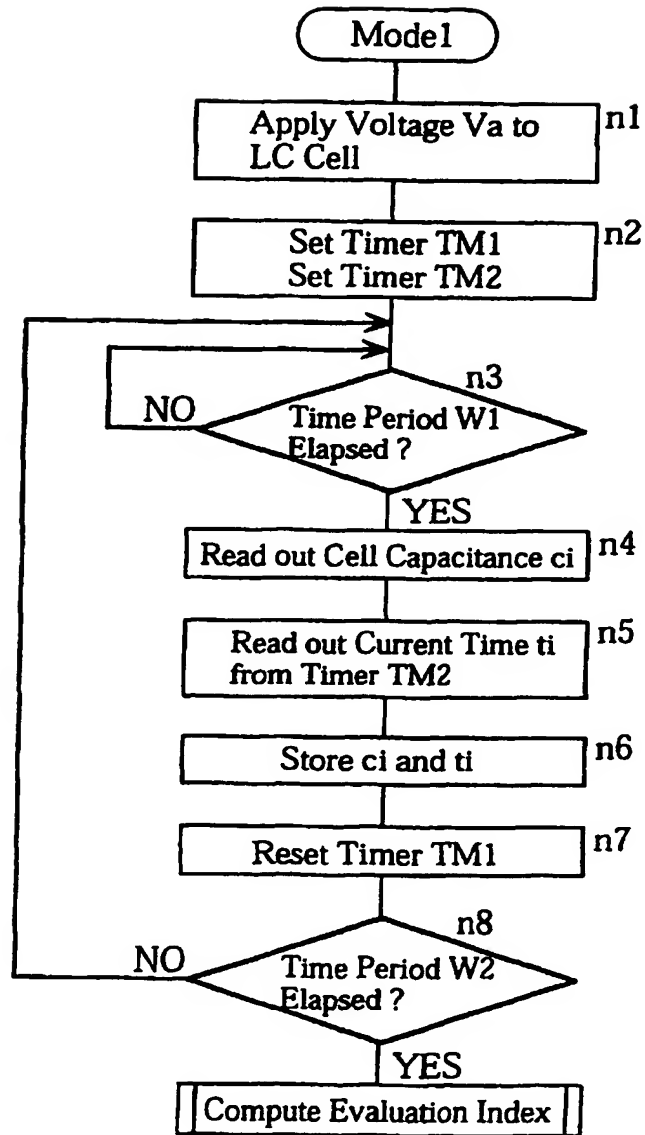 Mode1
Apply Voltage Va to
LC Cell
n1
Set Timer TM1
Set Timer TM2
n2
n3
NO
Time Period W1
Elapsed ?
YES
Read out Cell Capacitance ci
n4
Read out Current Time ti
from Timer TM2
n5
Store ci and ti
n6
Reset Timer TM1
n7
n8
NO
Time Period W2
Elapsed ?
YES
Compute Evaluation Index